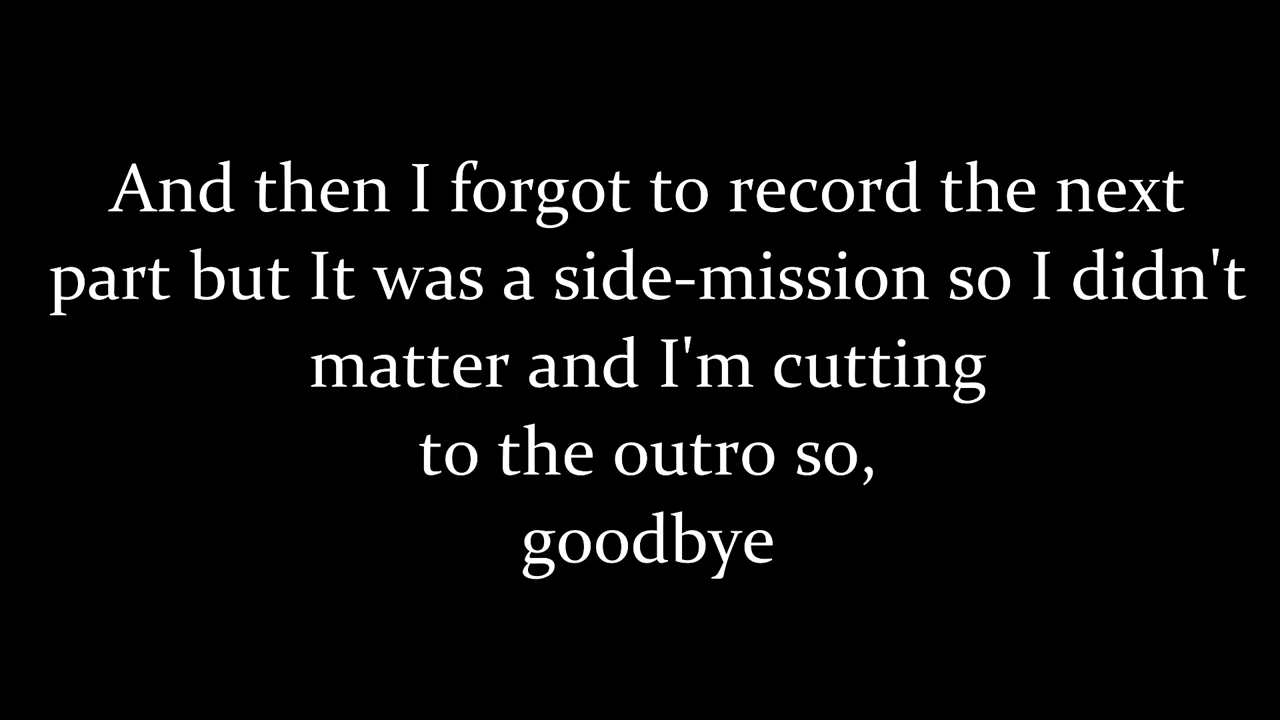 And then I forgot to record the next
part but It was a side-mission so I didn't
matter and I'm cutting
to the outro so,
goodbye